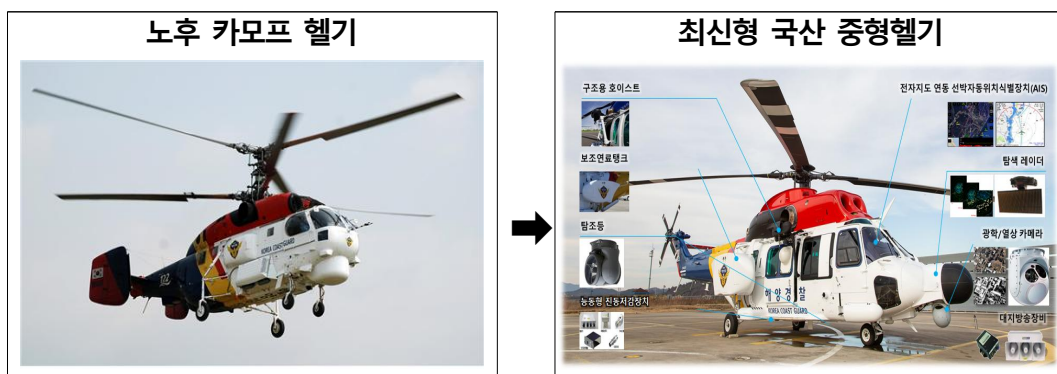 노후 카모프 헬기
KOREA COAST GUARD
최신형 국산 중형헬기
구조용 호이스트
보조연료탱크
탐조등
능동형 진동저감장치
전자지도 연동 선박자동위치식별장치(AIS)
탐색 레이더
광학/열상 카메라
대지방송장비
해양경찰
KOREA COAST GUARD